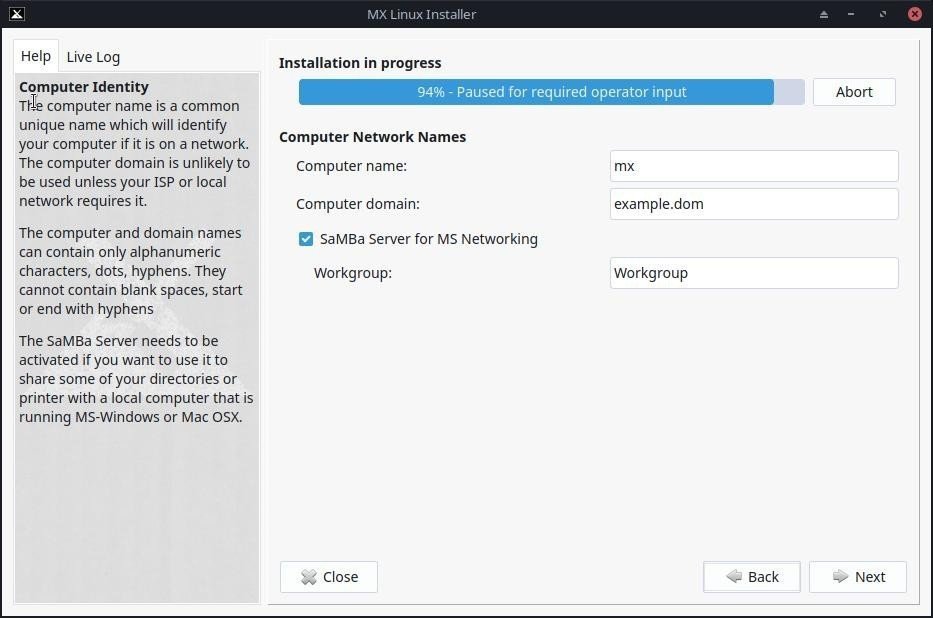 MX Linux Installer
Help
Live Log
Computer Identity
The computer name is a common
unique name which will identify
your computer if it is on a network.
The computer domain is unlikely to
be used unless your ISP or local
network requires it.
The computer and domain names
can contain only alphanumeric
characters, dots, hyphens. They
cannot contain blank spaces, start
or end with hyphens
The SaMBa Server needs to be
activated if you want to use it to
share some of your directories or
printer with a local computer that is
running MS-Windows or Mac OSX.
Installation in progress
94% - Paused for required operator input
Abort
Computer Network Names
Computer name:
mx
Computer domain:
example.dom
SaMBa Server for MS Networking
Workgroup:
Workgroup
Close
Back
Next